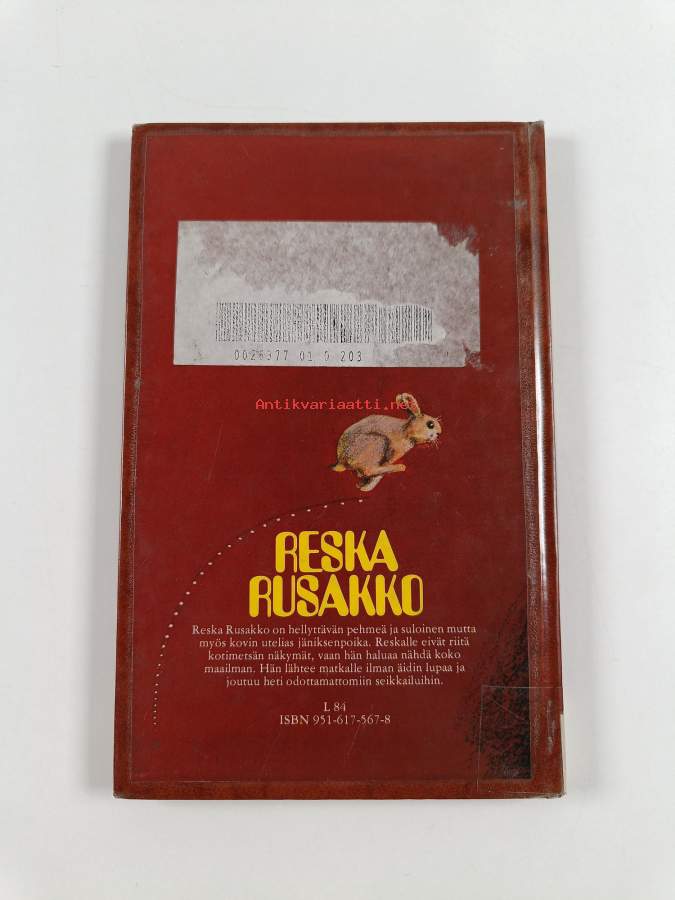 0028377 01 0 203
Antikvariaatti.net
RESKA
RUSAKKO
Reska Rusakko on hellyttävän pehmeä ja suloinen mutta
myös kovin utelias jäniksenpoika. Reskalle eivät riitä
kotimetsän näkymät, vaan hän haluaa nähdä koko
maailman. Hän lähtee matkalle ilman äidin lupaa ja
joutuu heti odottamattomiin seikkailuihin.
L 84
ISBN 951-617-567-8